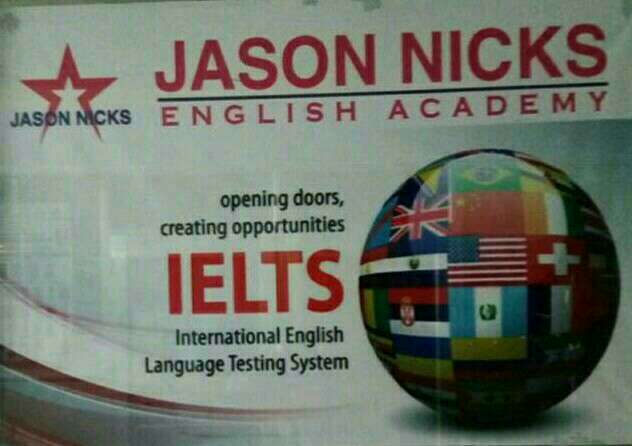 JASON NICKS
JASON NICKS
ENGLISH ACADEMY
opening doors,
creating opportunities
IELTS
International English
Language Testing System